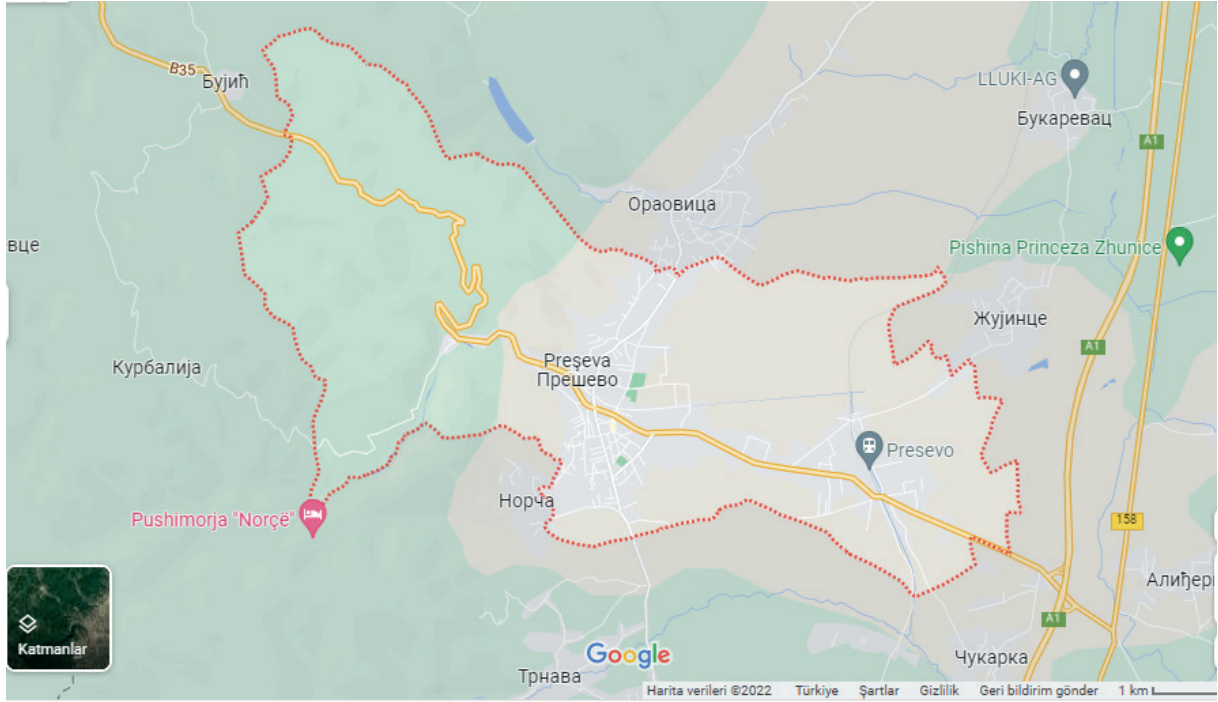 B35
Бујић
LLUKI-AG
Букаревац
A1
Ораовица
вце
Pishina Princeza Zhunice
Жујинце
A1
Курбалија
Preşeva
Прешево
Presevo
Норча
Pushimorja "Norçë"
158
Алиђер
Katmanlar
A1
Google
Чукарка
Трнава
Harita verileri ©2022 Türkiye Şartlar Gizlilik Geri bildirim gönder 1 km